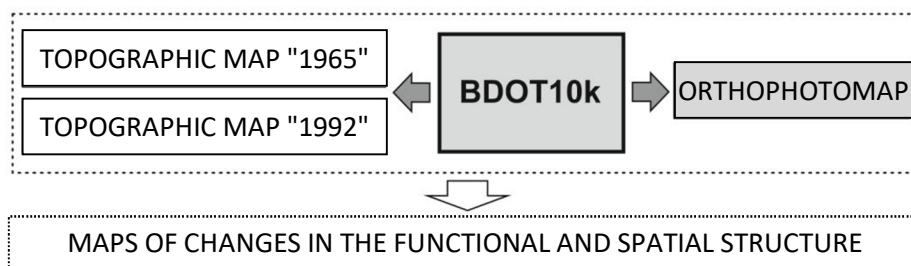 TOPOGRAPHIC MAP "1965"
TOPOGRAPHIC MAP "1992"
BDOT10k
ORTHOPHOTOMAP
MAPS OF CHANGES IN THE FUNCTIONAL AND SPATIAL STRUCTURE